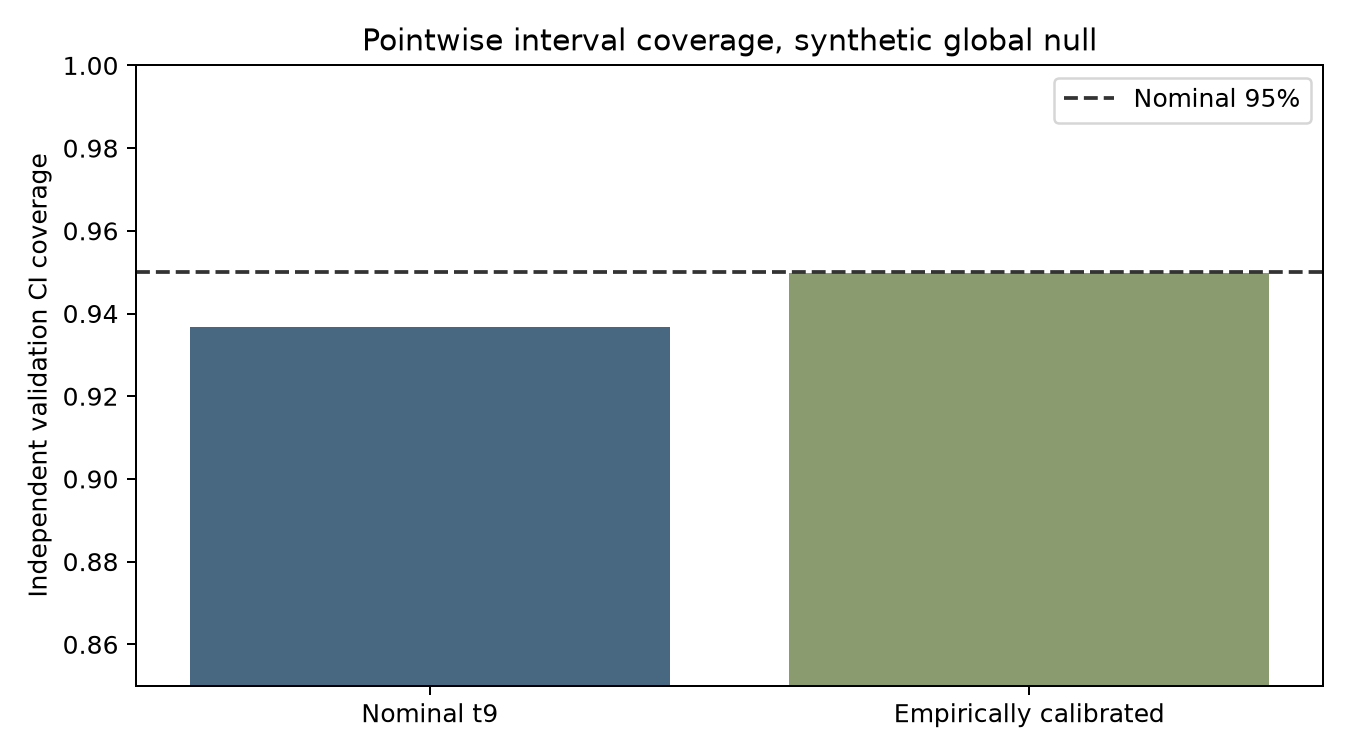 Pointwise interval coverage, synthetic global null
Independent validation CI coverage
1.00
0.98
0.96
0.94
0.92
0.90
0.88
0.86
Nominal 95%
Nominal t9
Empirically calibrated